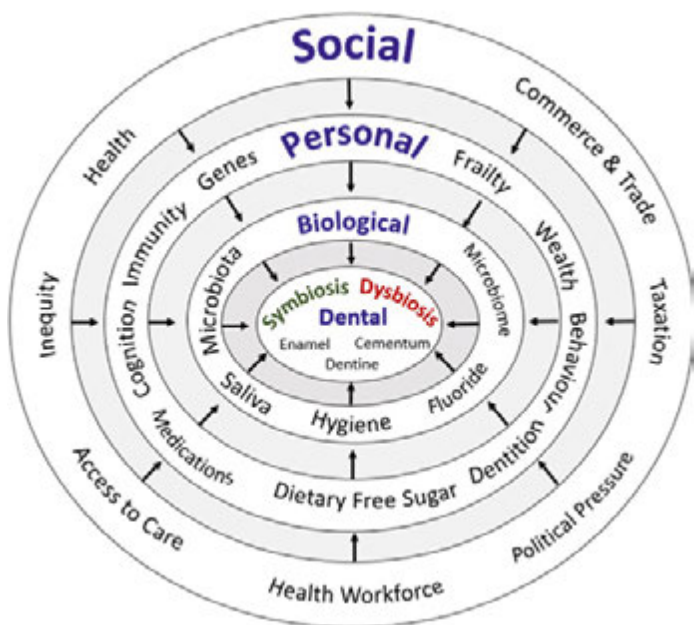 Social
Health
Commerce & Trade
Inequity
Taxation
Access to Care
Political Pressure
Health Workforce
Personal
Genes
Frailty
Immunity
Wealth
Cognition
Behaviour
Medications
Dentition
Dietary Free Sugar
Biological
Microbiota
Microbiome
Saliva
Fluoride
Hygiene
Symbiosis Dysbiosis
Dental
Enamel Cementum
Dentine